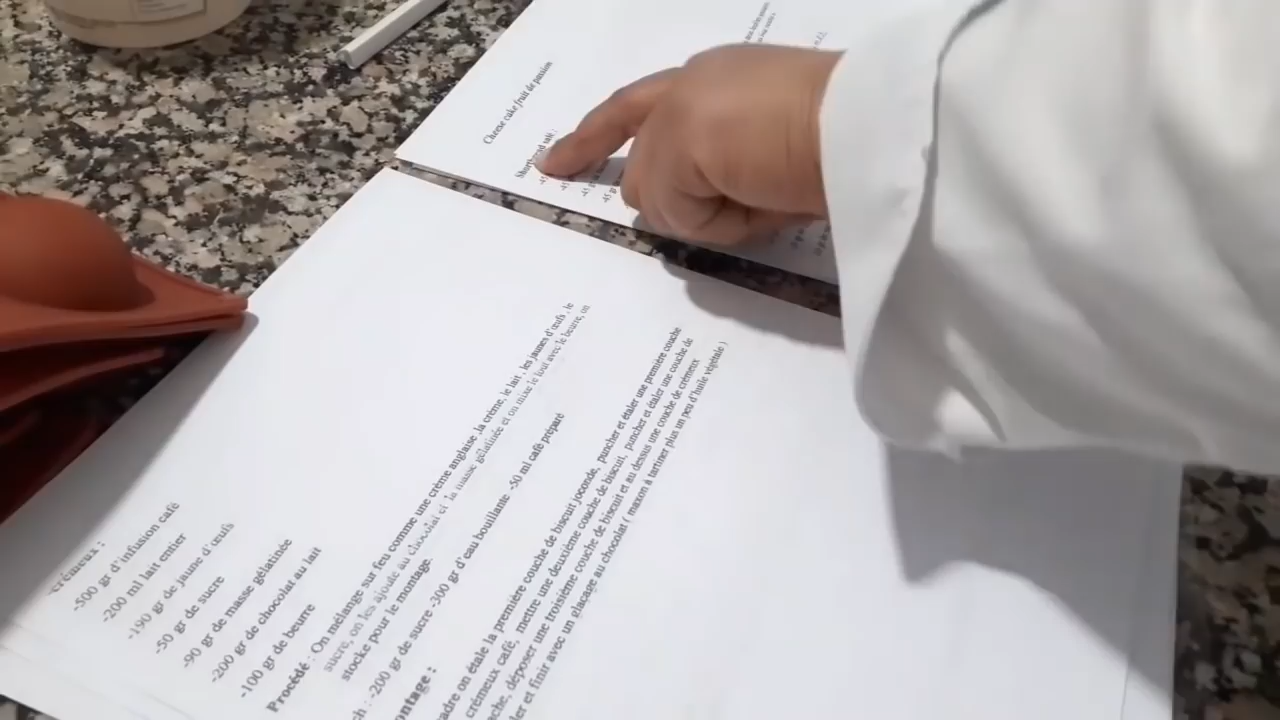 Cheese cake fruit de passion
crémeux :
-500 gr d'infusion café
-200 ml lait entier
-190 gr de jaune d'œufs
-50 gr de sucre
-90 gr de masse gélatinée
-200 gr de chocolat au lait
-100 gr de beurre
Procédé : On mélange sur feu comme une crème anglaise ,la crème, le lait , les jaunes d'œufs , le
sucre, on les ajoute au chocolat et la masse gélatinée et on mixe le tout avec le beurre, on
stocke pour le montage.
ch : -200 gr de sucre -300 gr d'eau bouillante -50 ml café préparé
ontage :
adre on étale la première couche de biscuit joconde, puncher et étaler une première couche
crémeux café, mettre une deuxième couche de biscuit, puncher et étaler une couche de
ache, déposer une troisième couche de biscuit et au dessus une couche de crémeux
ler et finir avec un glacage au chocolat ( maxon à tartiner plus un peu d'huile végétale )